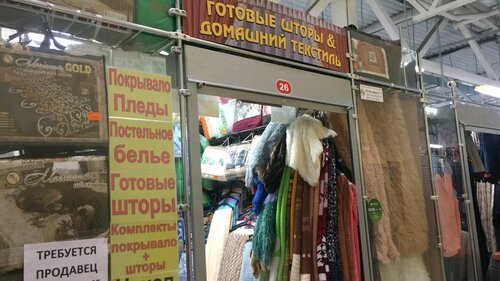 ГОТОВЫЕ ШТОРЫ &
ДОМАШНИЙ ТЕКСТИЛЬ
26
GOLD
Покрывало
Пледы
Постельное
белье
Готовые
шторы
Комплекты
покрывало +
шторы
ТРЕБУЕТСЯ
ПРОДАВЕЦ